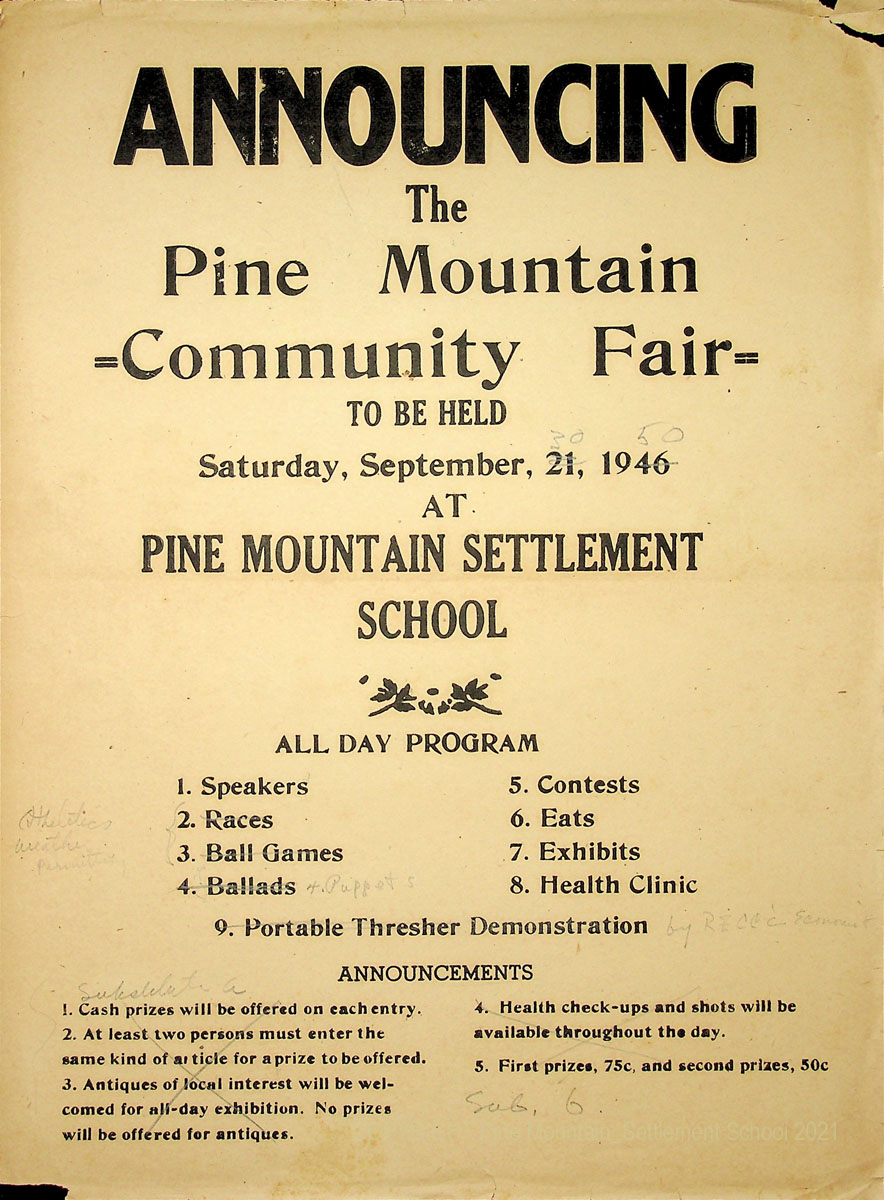 ANNOUNCING
The
Pine Mountain
=Community Fair=
TO BE HELD
30 50
Saturday, September, 21, 1946
AT
PINE MOUNTAIN SETTLEMENT
SCHOOL
ALL DAY PROGRAM
1. Speakers
2. Races
3. Ball Games
4. Ballads 4. Puppets
5. Contests
6. Eats
7. Exhibits
8. Health Clinic
9. Portable Thresher Demonstration by
ANNOUNCEMENTS
1. Cash prizes will be offered on each entry.
2. At least two persons must enter the
same kind of article for a prize to be offered.
3. Antiques of local interest will be wel-
comed for all-day exhibition. No prizes
will be offered for antiques.
4. Health check-ups and shots will be
available throughout the day.
5. First prizes, 75c, and second prizes, 50c
Sub. 6.
Settlement School 2021